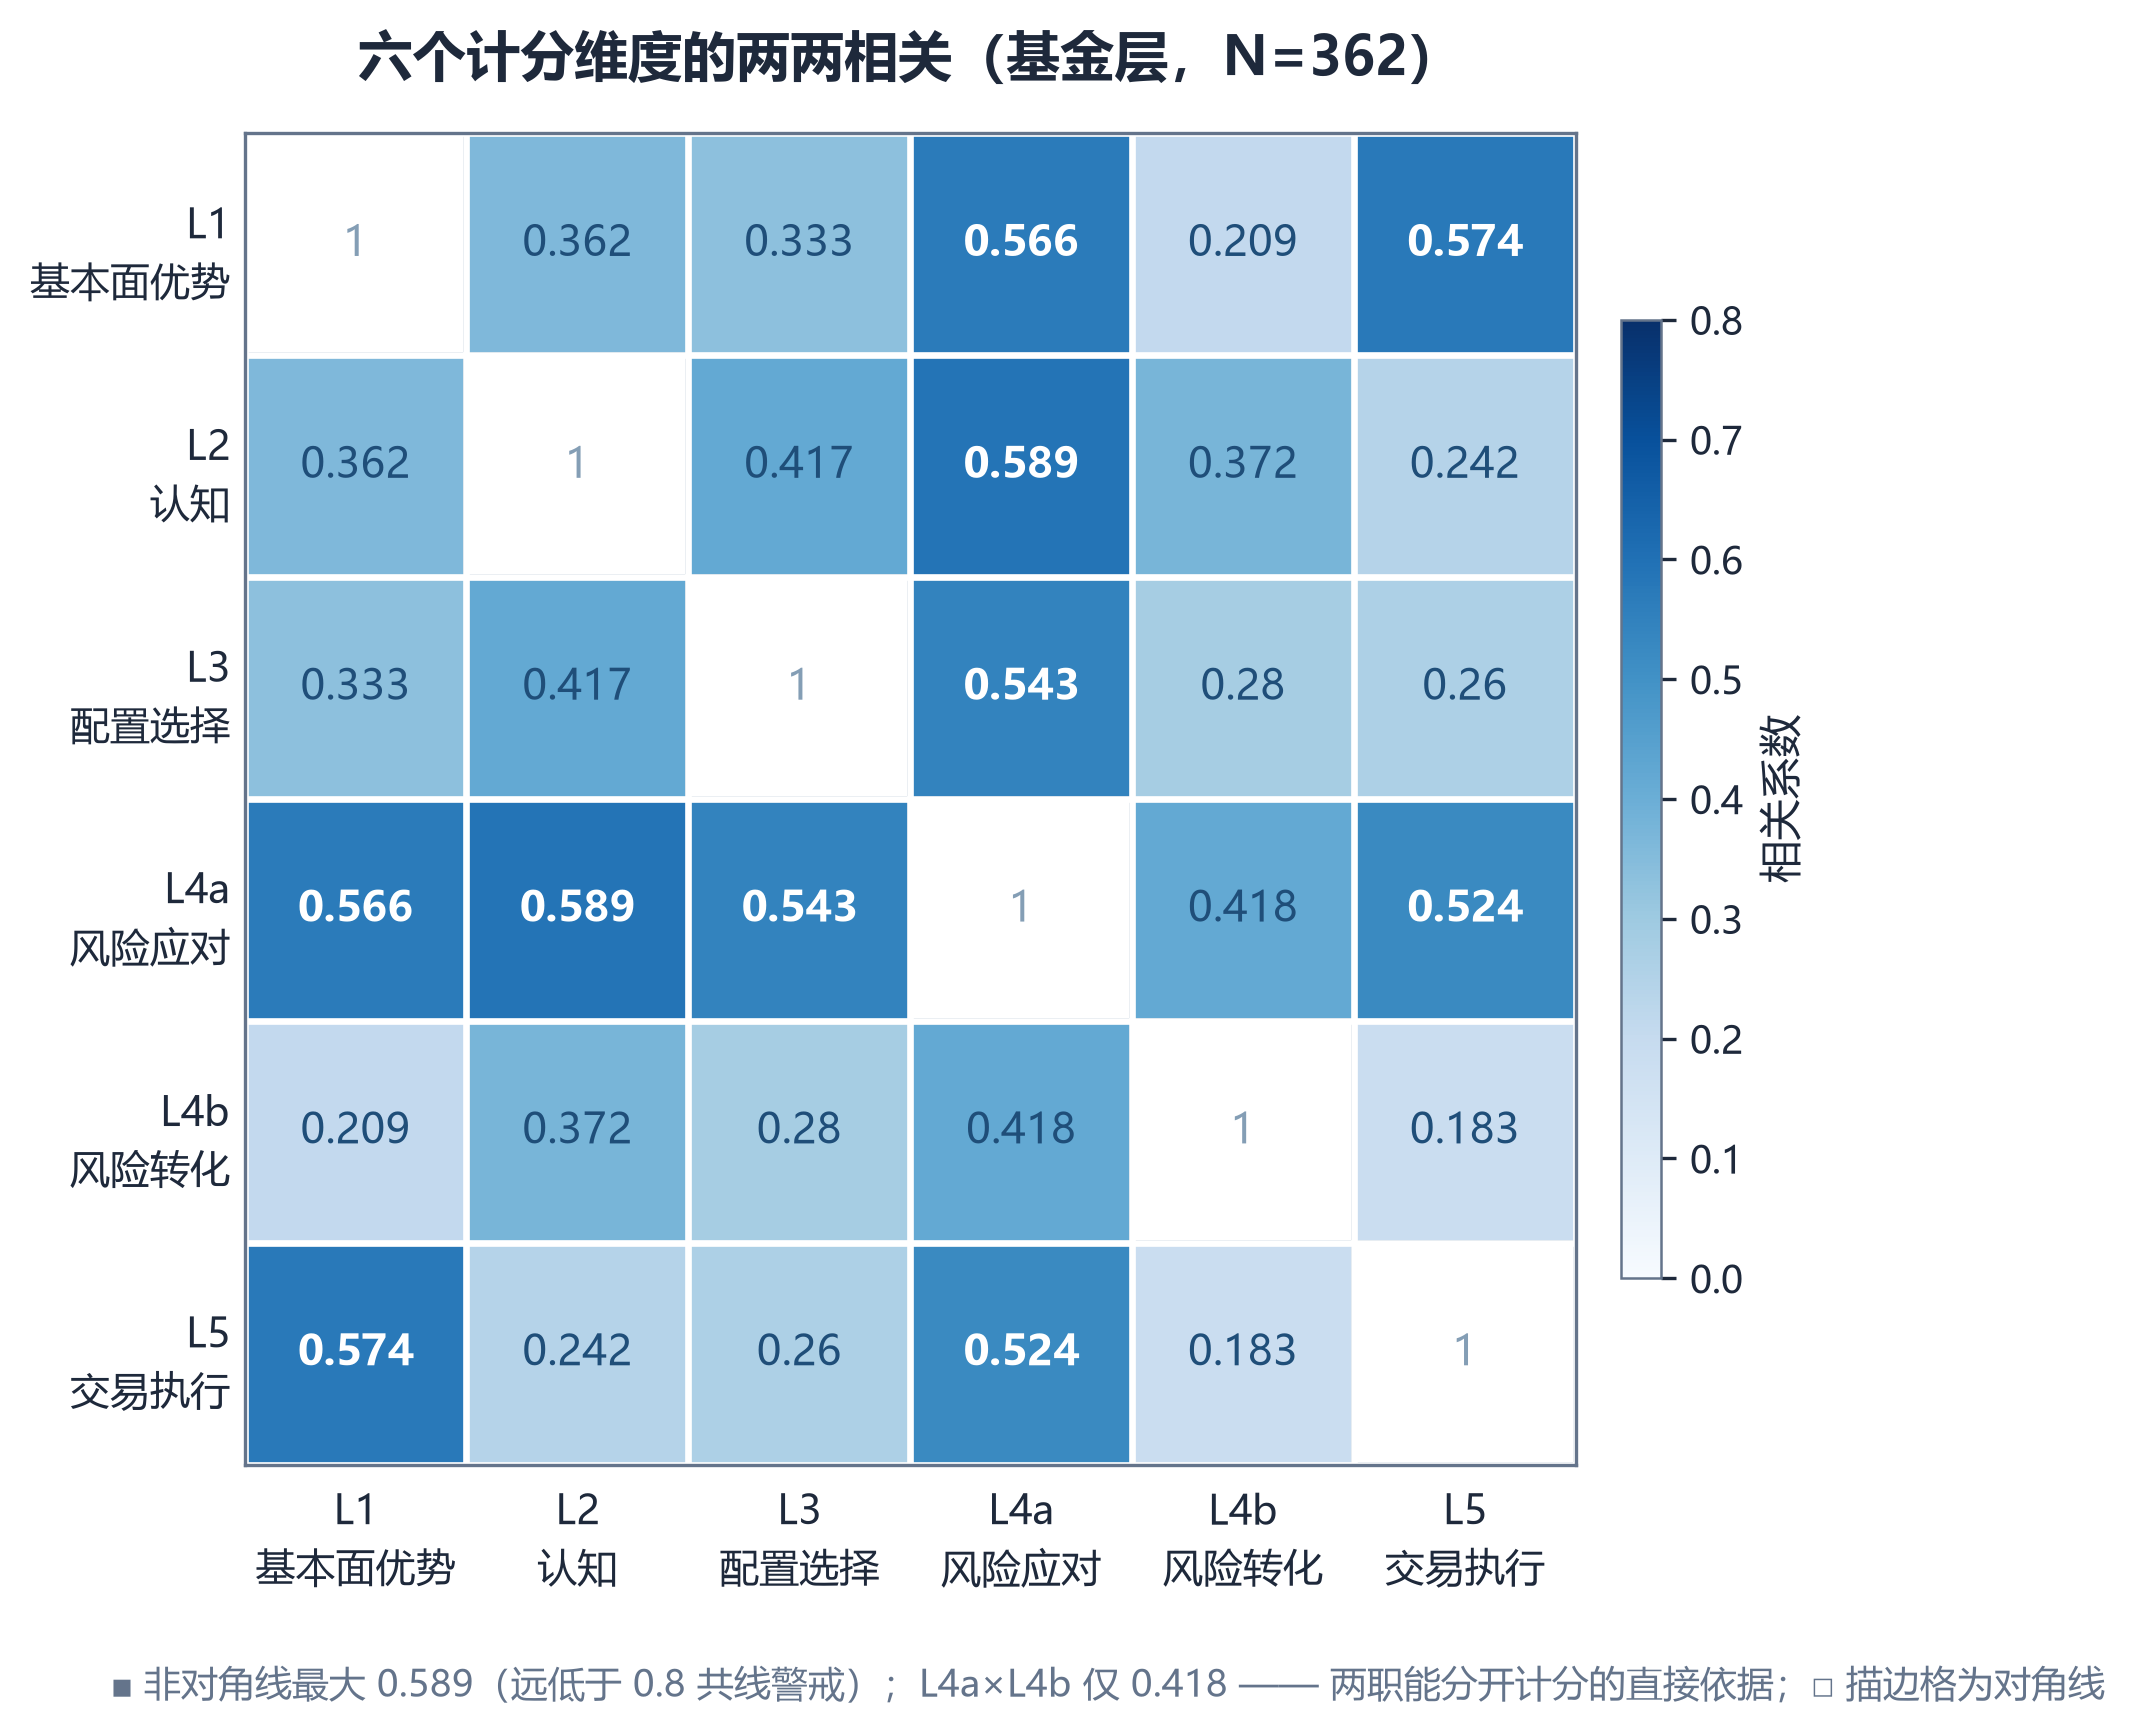 六个计分维度的两两相关（基金层，N=362）
L1
基本面优势
1 0.362 0.333 0.566 0.209 0.574
L2
认知
0.362 1 0.417 0.589 0.372 0.242
L3
配置选择
0.333 0.417 1 0.543 0.28 0.26
L4a
风险应对
0.566 0.589 0.543 1 0.418 0.524
L4b
风险转化
0.209 0.372 0.28 0.418 1 0.183
L5
交易执行
0.574 0.242 0.26 0.524 0.183 1
L1 L2 L3 L4a L4b L5
基本面优势 认知 配置选择 风险应对 风险转化 交易执行
0.8
0.7
0.6
0.5
0.4
0.3
0.2
0.1
0.0
相关系数
■ 非对角线最大 0.589（远低于 0.8 共线警戒）；L4a×L4b 仅 0.418 —— 两职能分开计分的直接依据；□ 描边格为对角线